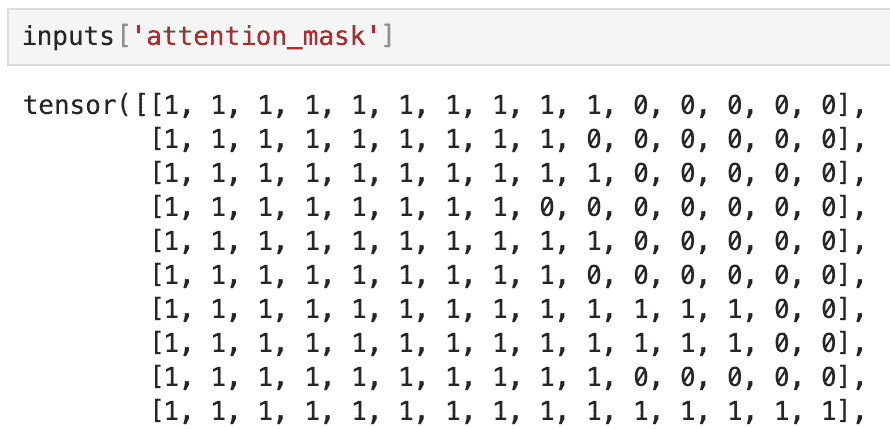 inputs['attention_mask']
tensor([[1, 1, 1, 1, 1, 1, 1, 1, 1, 1, 0, 0, 0, 0, 0],
[1, 1, 1, 1, 1, 1, 1, 1, 1, 0, 0, 0, 0, 0, 0],
[1, 1, 1, 1, 1, 1, 1, 1, 1, 1, 0, 0, 0, 0, 0],
[1, 1, 1, 1, 1, 1, 1, 1, 0, 0, 0, 0, 0, 0, 0],
[1, 1, 1, 1, 1, 1, 1, 1, 1, 1, 0, 0, 0, 0, 0],
[1, 1, 1, 1, 1, 1, 1, 1, 1, 0, 0, 0, 0, 0, 0],
[1, 1, 1, 1, 1, 1, 1, 1, 1, 1, 1, 1, 1, 0, 0],
[1, 1, 1, 1, 1, 1, 1, 1, 1, 1, 1, 1, 1, 0, 0],
[1, 1, 1, 1, 1, 1, 1, 1, 1, 1, 0, 0, 0, 0, 0],
[1, 1, 1, 1, 1, 1, 1, 1, 1, 1, 1, 1, 1, 1, 1],